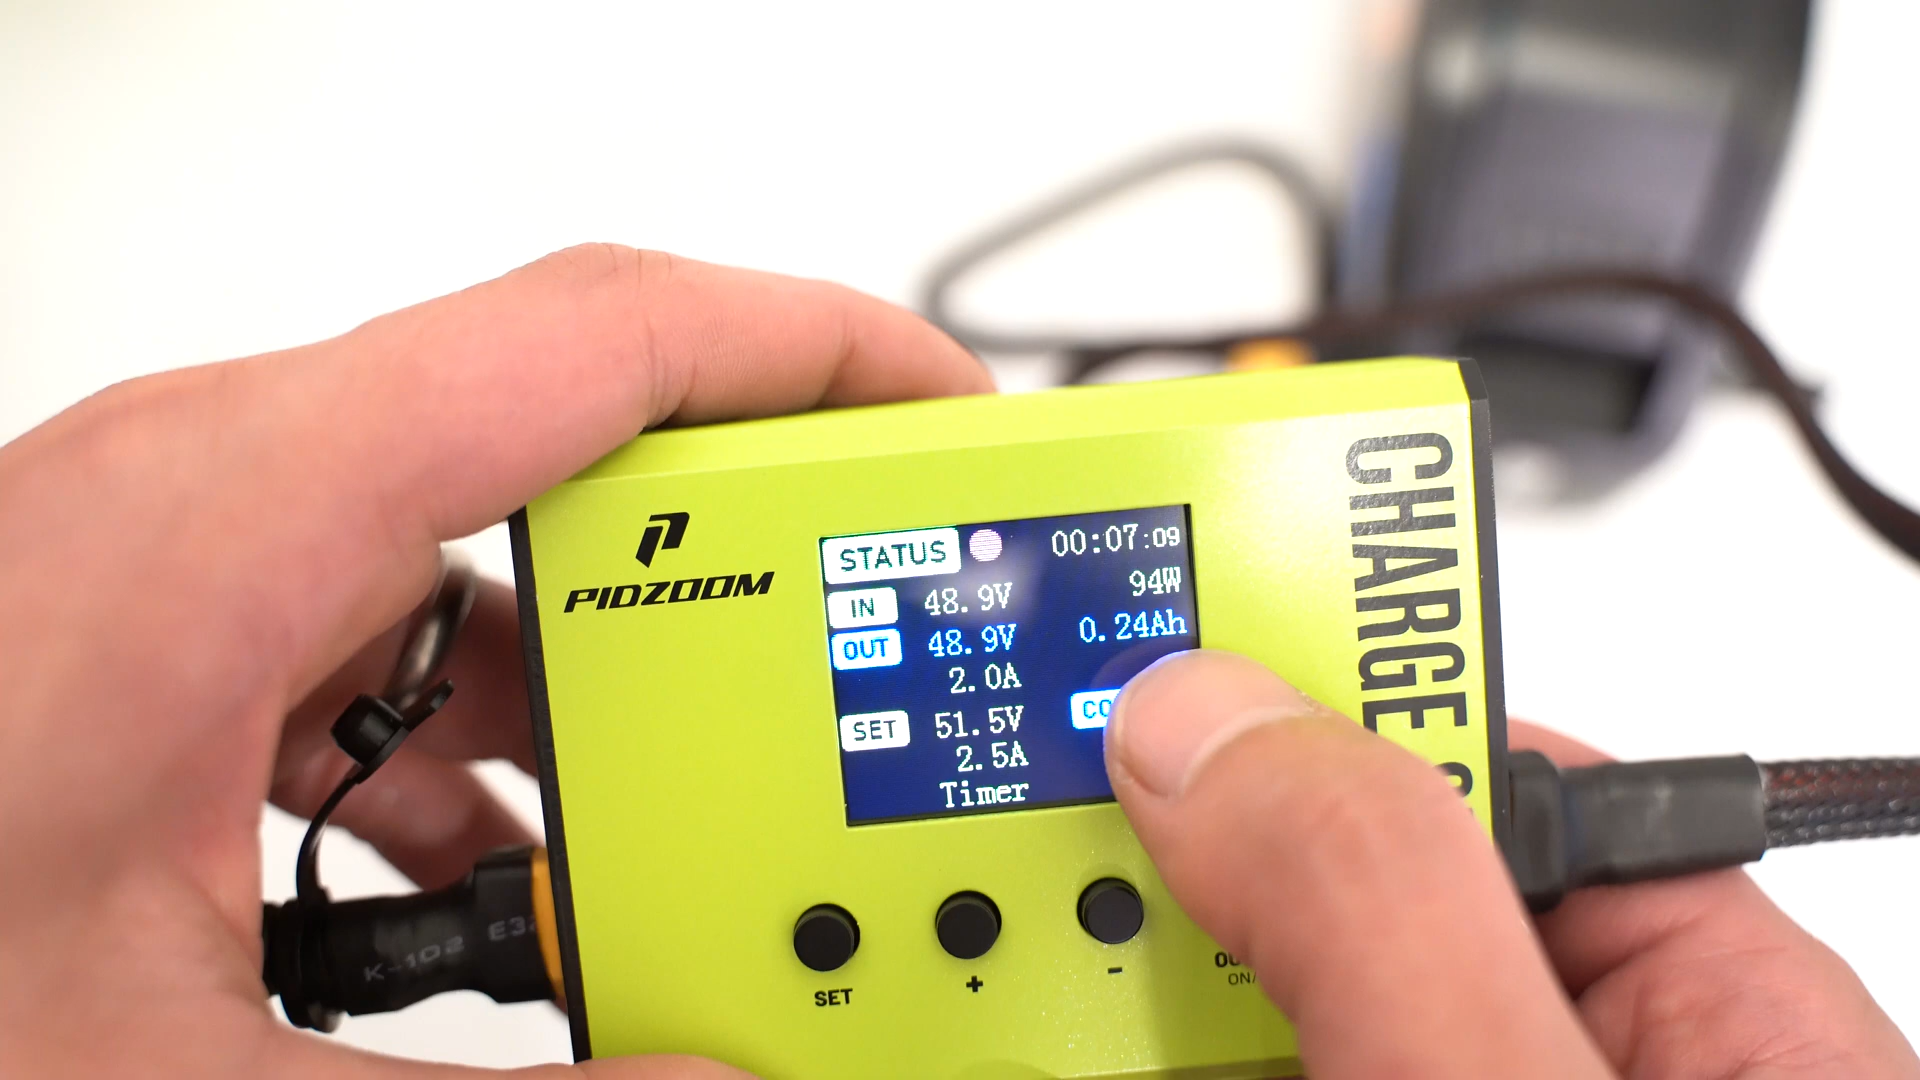 PIDZOOM
STATUS 00:07:09
IN 48.9V 94W
OUT 48.9V 0.24Ah
2.0A
SET 51.5V
2.5A
Timer
CHARGE
SET
+
-
K-102